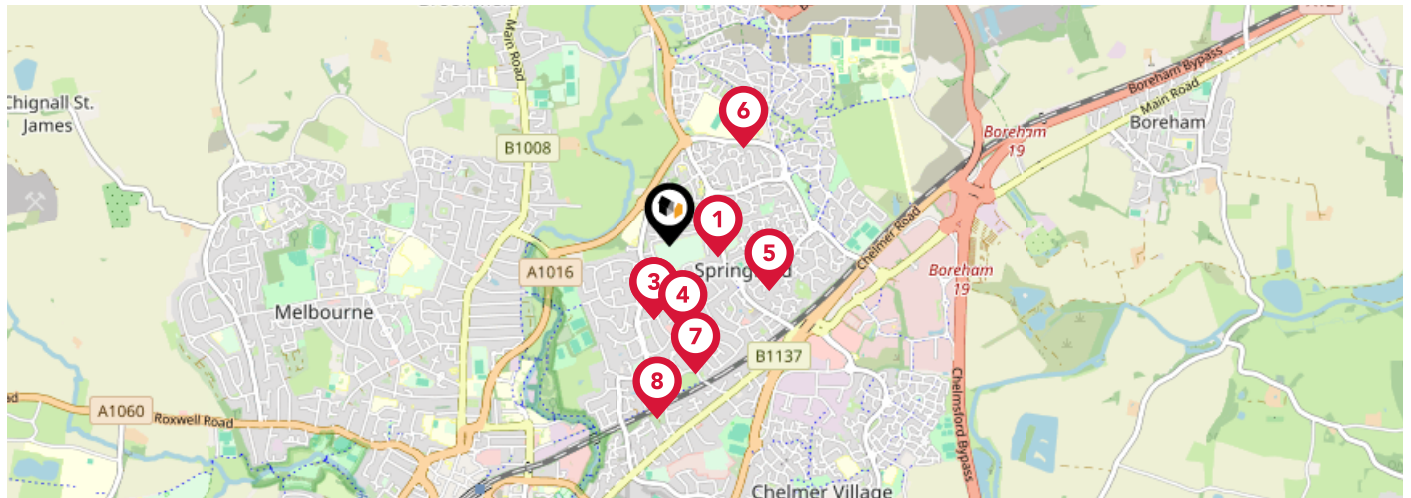 Main Road
Boreham Bypass
Main Road
Chignall St.
James
6
Boreham
Boreham
19
B1008
1
5
Chelmer Road
A1016
3
4
Boreham
19
Melbourne
7
B1137
8
A1060
Roxwell Road
Chelmsford Bypass
Chelmer Village